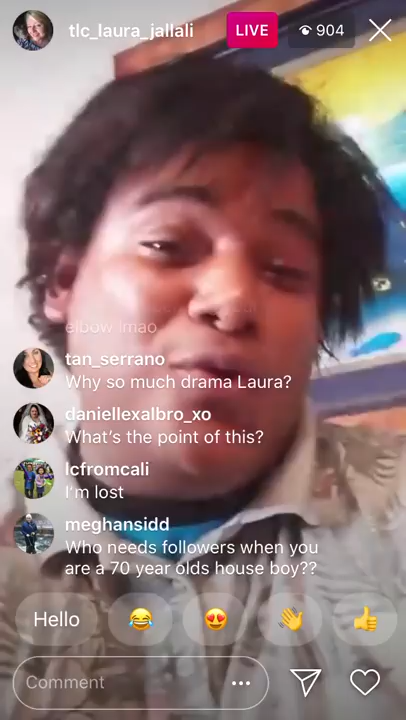 tlc_laura_jallali
LIVE
904
elbow lmao
tan_serrano
Why so much drama Laura?
daniellexalbro_xo
What's the point of this?
lcfromcali
I'm lost
meghansidd
Who needs followers when you
are a 70 year olds house boy??
Hello
Comment